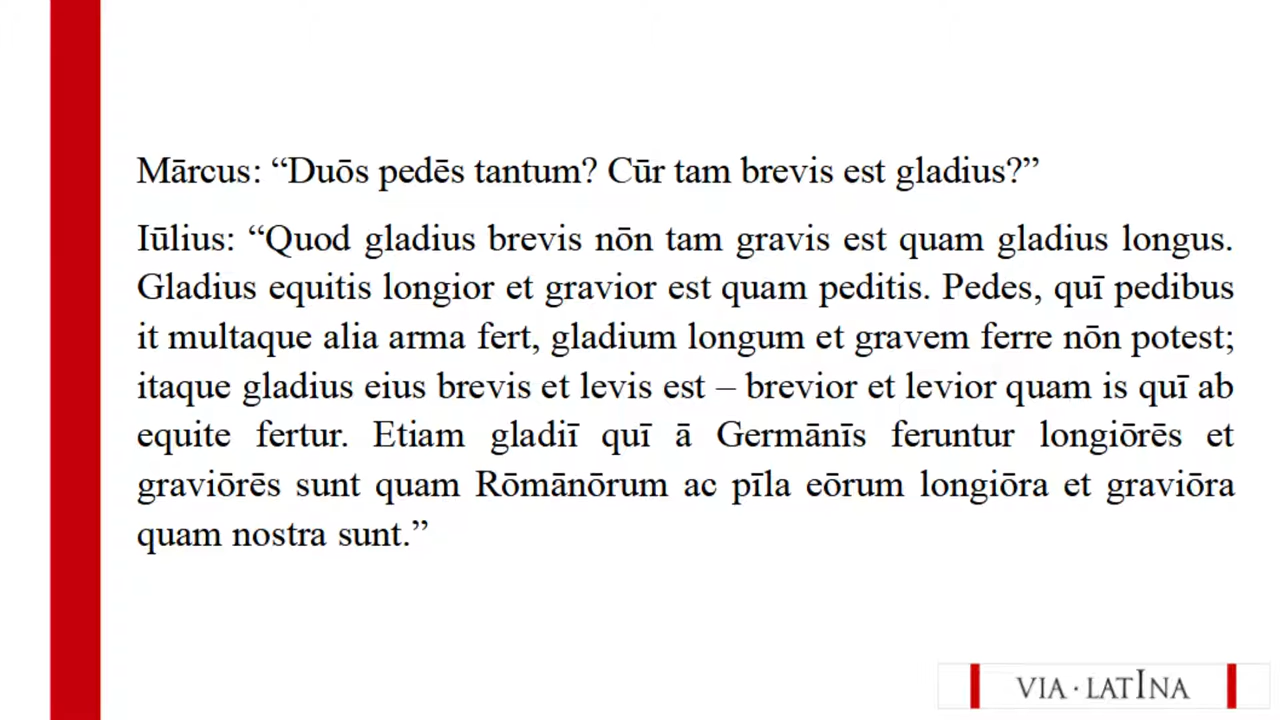 Mārcus: “Duōs pedēs tantum? Cūr tam brevis est gladius?”
Iūlius: “Quod gladius brevis nōn tam gravis est quam gladius longus.
Gladius equitis longior et gravior est quam peditis. Pedes, quī pedibus
it multaque alia arma fert, gladium longum et gravem ferre nōn potest;
itaque gladius eius brevis et levis est – brevior et levior quam is quī ab
equite fertur. Etiam gladiī quī ā Germānīs feruntur longiōrēs et
graviōrēs sunt quam Rōmānōrum ac pīla eōrum longiōra et graviōra
quam nostra sunt.”
VIA · LATINA